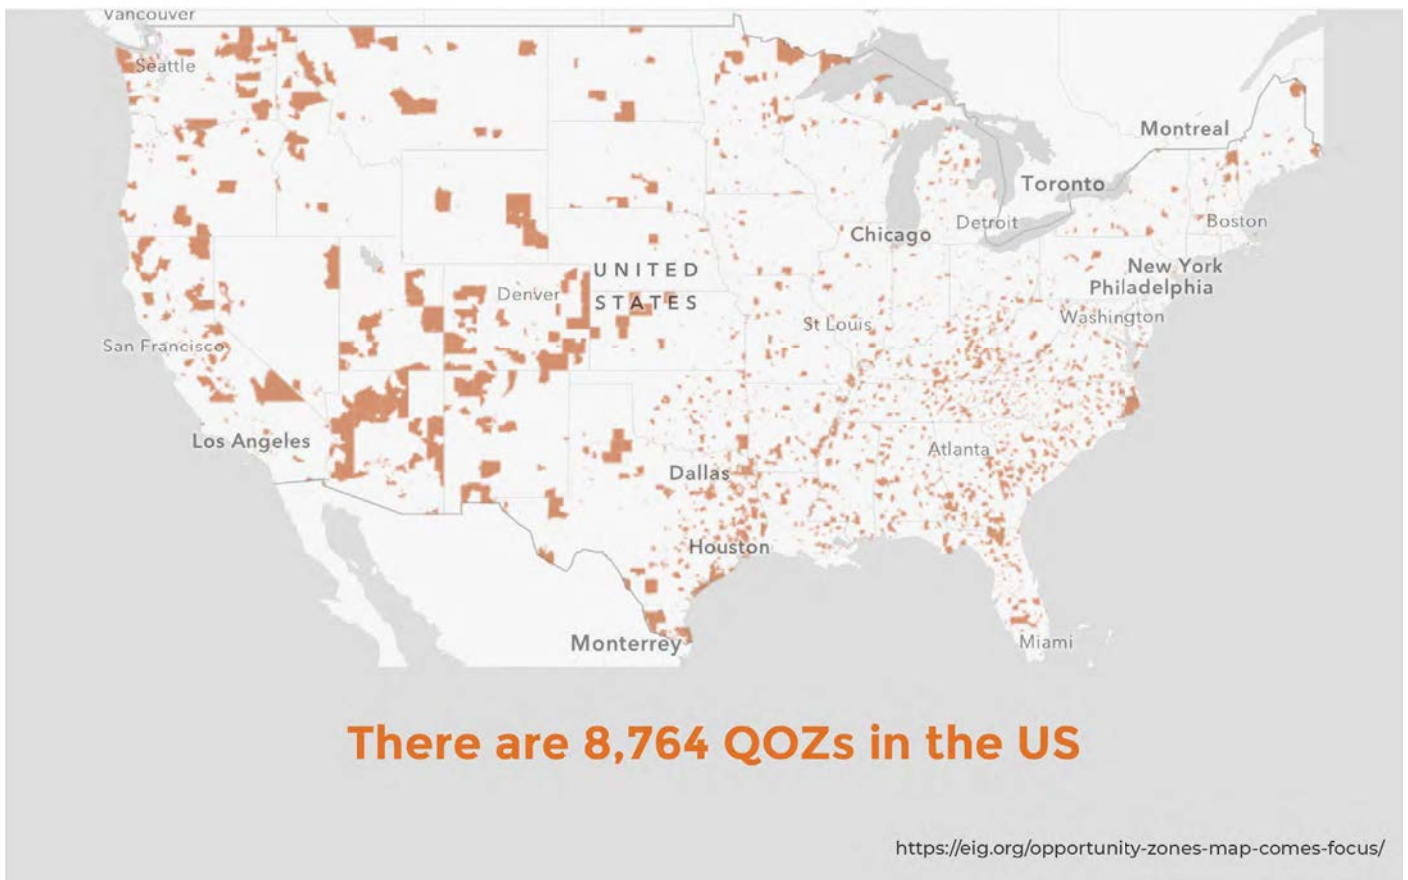 Vancouver
Seattle
Montreal
Toronto
Detroit
Boston
Chicago
New York
UNITED
Philadelphia
Denver
STATES
Washington
St Louis
San Francisco
Los Angeles
Atlanta
Dallas
Houston
Monterrey
Miami
There are 8,764 QOZs in the US
https://eig.org/opportunity-zones-map-comes-focus/